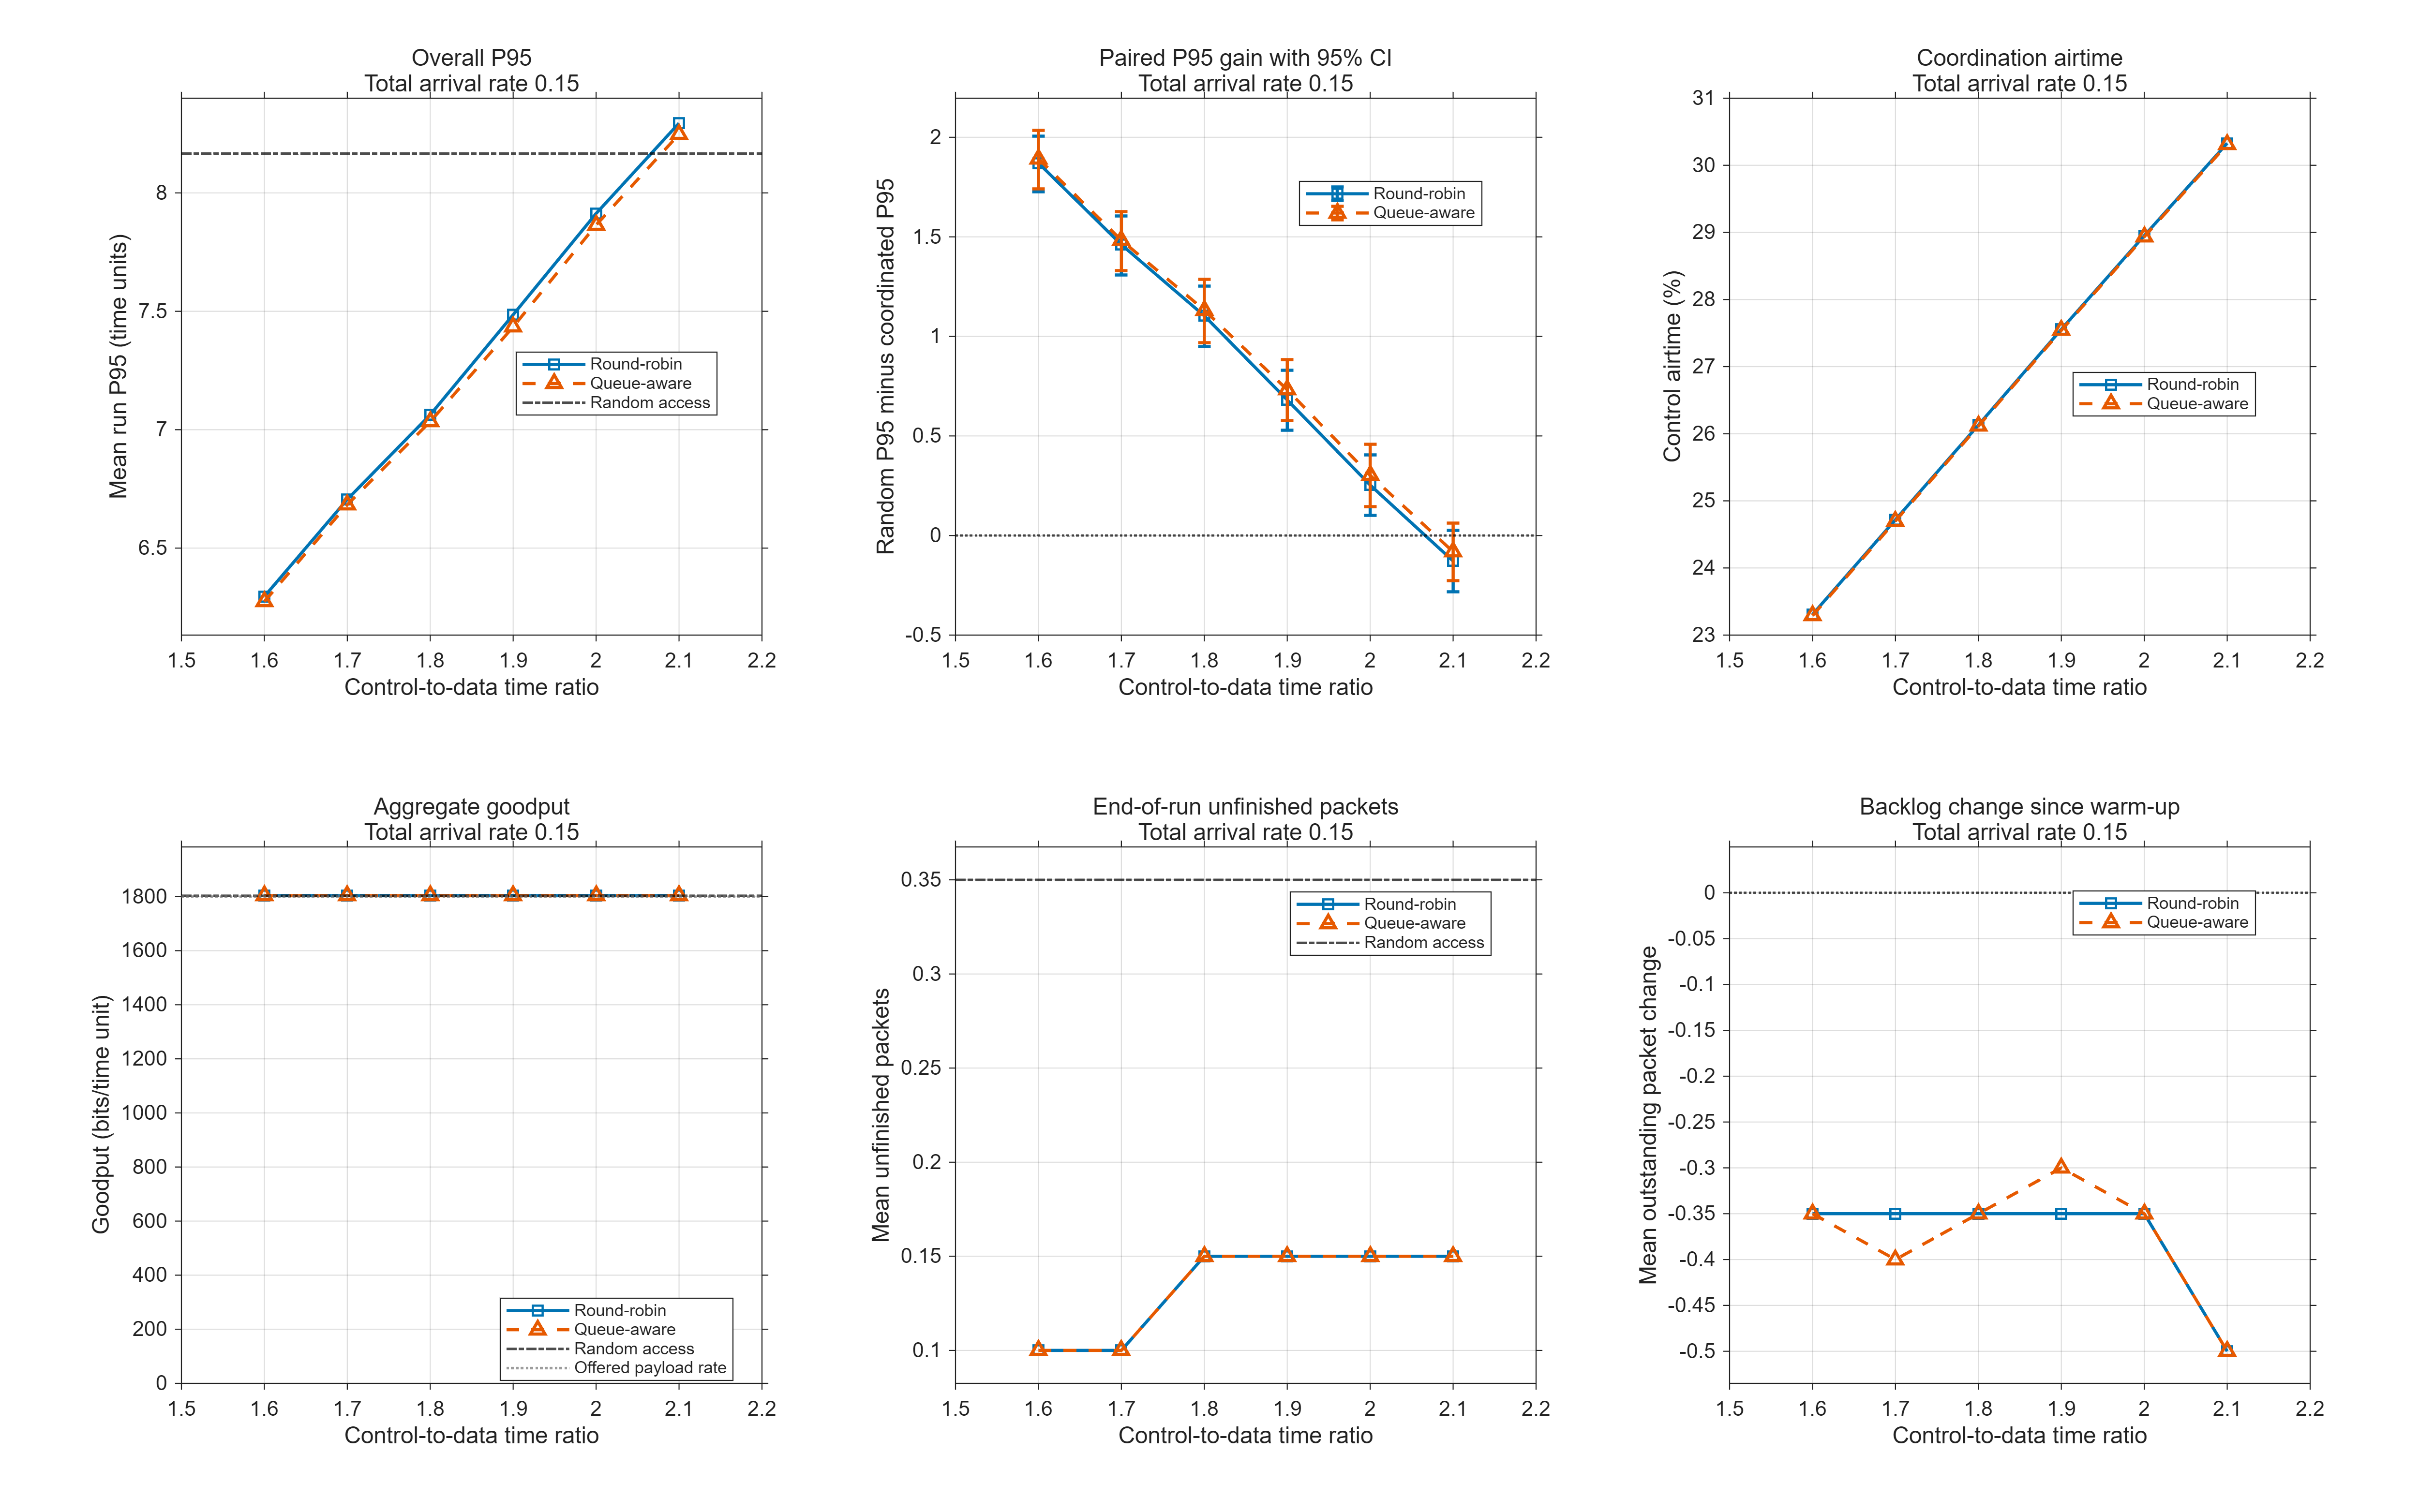 Overall P95
Total arrival rate 0.15
Mean run P95 (time units)
8
7.5
7
6.5
Round-robin
Queue-aware
Random access
1.5 1.6 1.7 1.8 1.9 2 2.1 2.2
Control-to-data time ratio
Paired P95 gain with 95% CI
Total arrival rate 0.15
Random P95 minus coordinated P95
2
1.5
1
0.5
0
-0.5
Round-robin
Queue-aware
1.5 1.6 1.7 1.8 1.9 2 2.1 2.2
Control-to-data time ratio
Coordination airtime
Total arrival rate 0.15
Control airtime (%)
31
30
29
28
27
26
25
24
23
Round-robin
Queue-aware
1.5 1.6 1.7 1.8 1.9 2 2.1 2.2
Control-to-data time ratio
Aggregate goodput
Total arrival rate 0.15
Goodput (bits/time unit)
1800
1600
1400
1200
1000
800
600
400
200
0
Round-robin
Queue-aware
Random access
Offered payload rate
1.5 1.6 1.7 1.8 1.9 2 2.1 2.2
Control-to-data time ratio
End-of-run unfinished packets
Total arrival rate 0.15
Mean unfinished packets
0.35
0.3
0.25
0.2
0.15
0.1
Round-robin
Queue-aware
Random access
1.5 1.6 1.7 1.8 1.9 2 2.1 2.2
Control-to-data time ratio
Backlog change since warm-up
Total arrival rate 0.15
Mean outstanding packet change
0
-0.05
-0.1
-0.15
-0.2
-0.25
-0.3
-0.35
-0.4
-0.45
-0.5
Round-robin
Queue-aware
1.5 1.6 1.7 1.8 1.9 2 2.1 2.2
Control-to-data time ratio